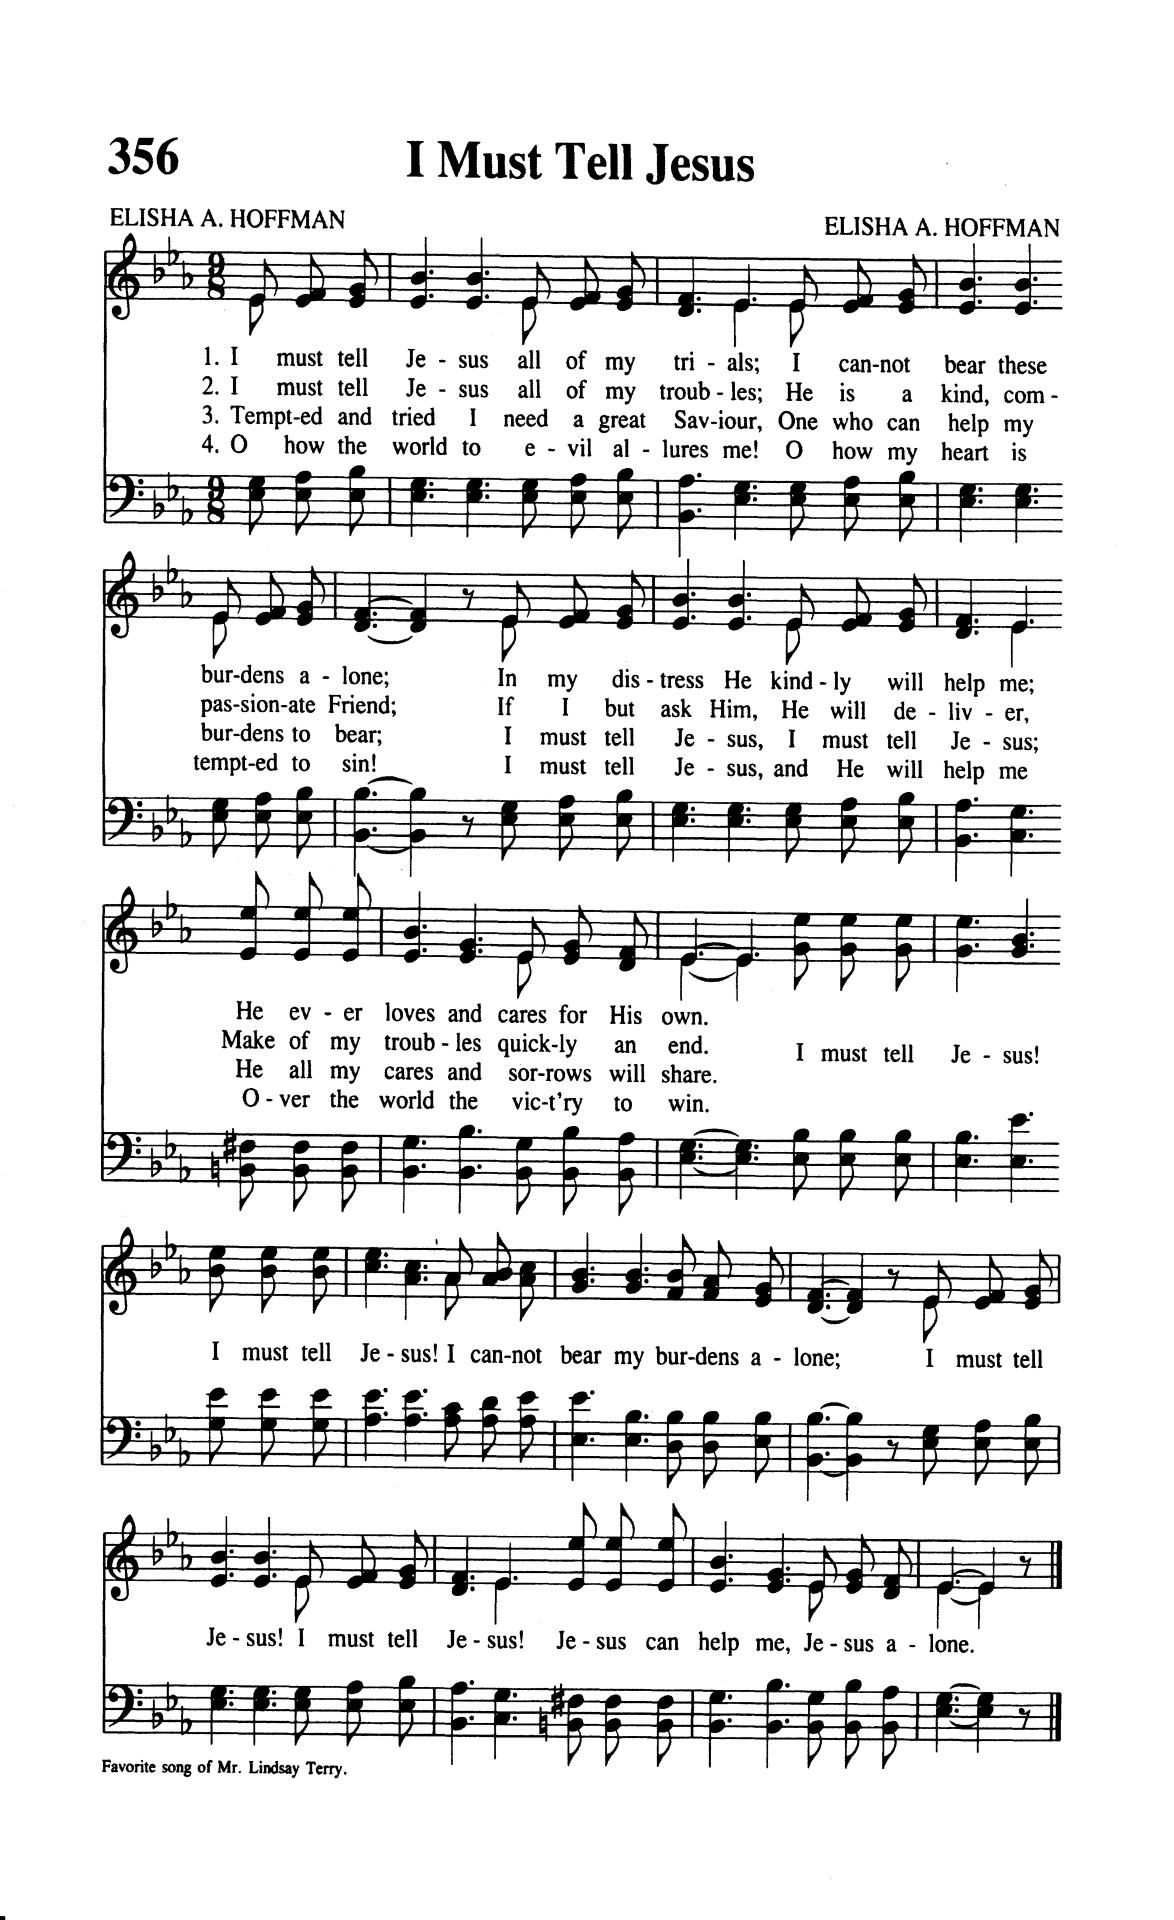 356
I Must Tell Jesus
ELISHA A. HOFFMAN
ELISHA A. HOFFMAN
9 8
1. I must tell Je - sus all of my tri - als; I can-not bear these
2. I must tell Je - sus all of my troub - les; He is a kind, com -
3. Tempt-ed and tried I need a great Sav-iour, One who can help my
4. O how the world to e - vil al - lures me! O how my heart is
9 8
bur-dens a - lone; In my dis - tress He kind - ly will help me;
pas-sion-ate Friend; If I but ask Him, He will de - liv - er,
bur-dens to bear; I must tell Je - sus, I must tell Je - sus;
tempt-ed to sin! I must tell Je - sus, and He will help me
He ev - er loves and cares for His own.
Make of my troub - les quick-ly an end.
I must tell Je - sus!
He all my cares and sor-rows will share.
O - ver the world the vic-t'ry to win.
I must tell Je - sus! I can-not bear my bur-dens a - lone; I must tell
Je - sus! I must tell Je - sus! Je - sus can help me, Je - sus a - lone.
Favorite song of Mr. Lindsay Terry.